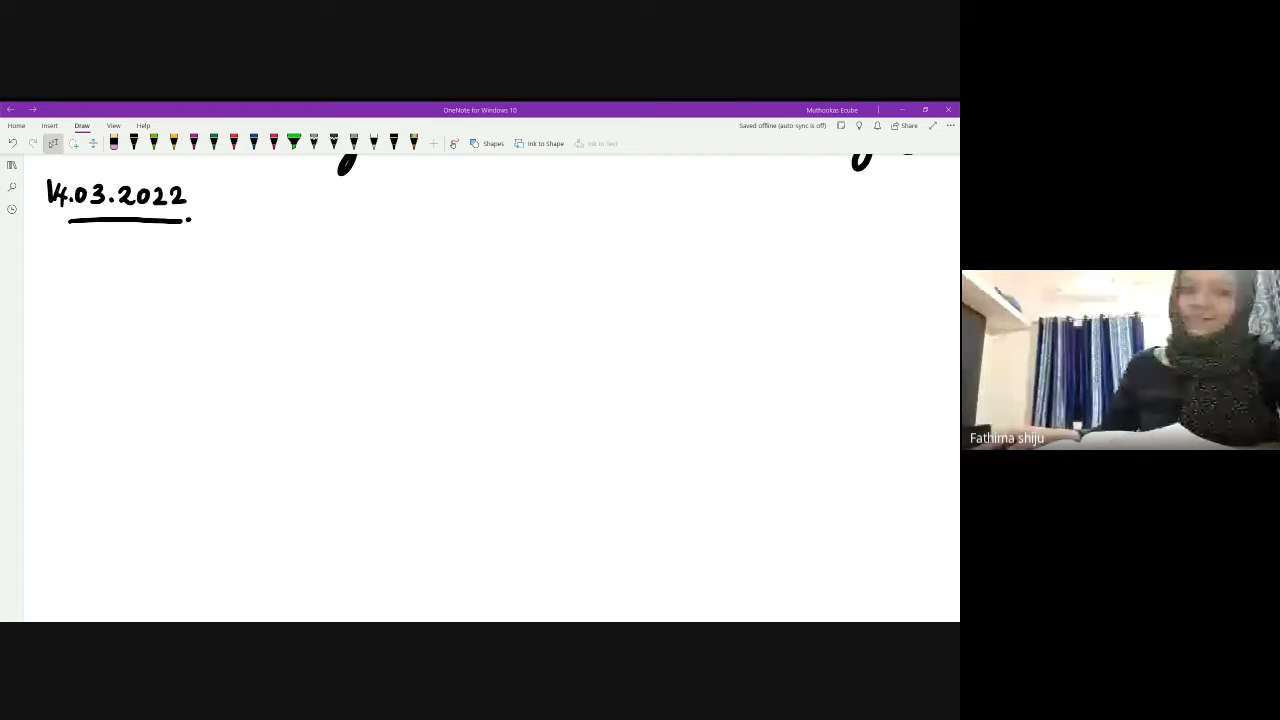 OneNote for Windows 10
Muthookas Ecube
Home Insert Draw View Help
Saved offline (auto-sync is off) Share
Shapes Ink to Shape Ink to Text
14.03.2022
Fathima shiju